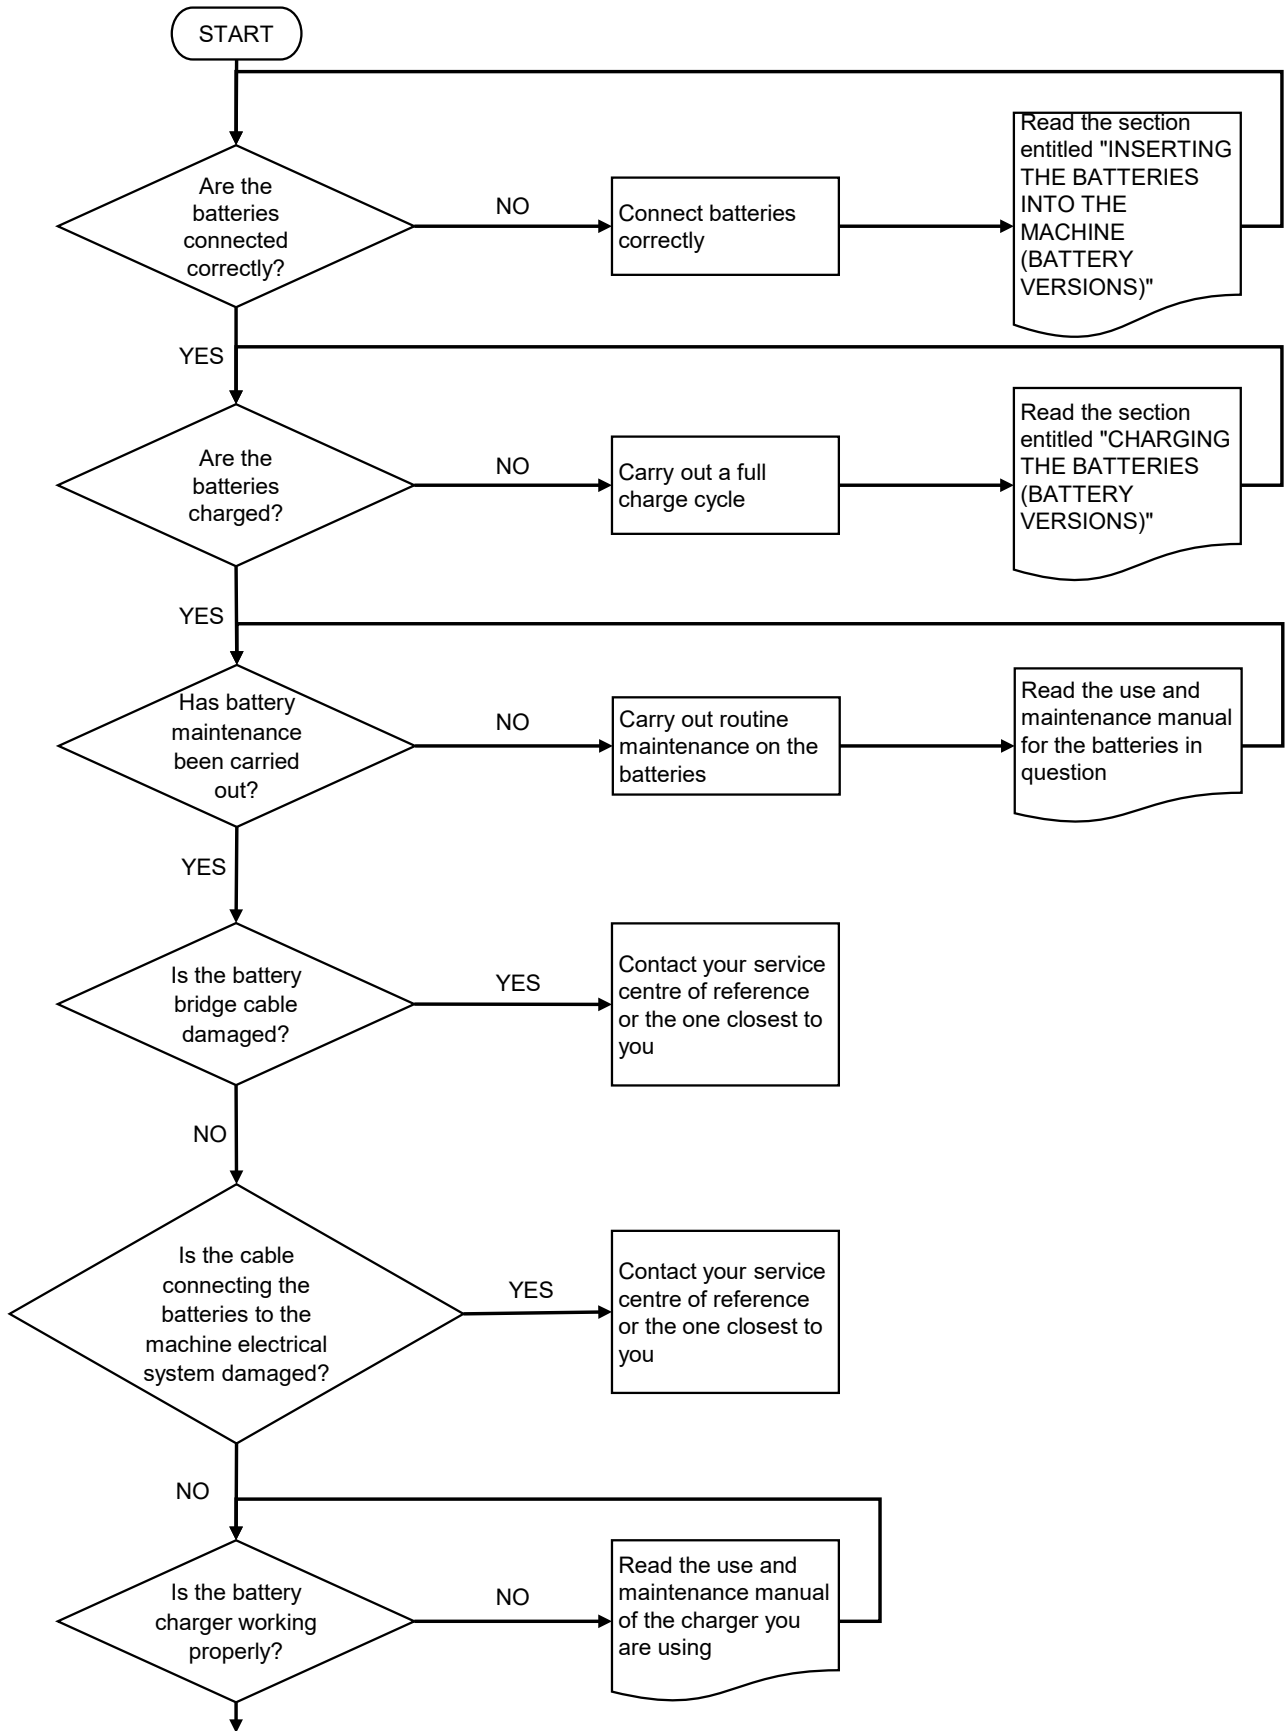 START
Are the
batteries
connected
correctly?
NO
Connect batteries
correctly
Read the section
entitled "INSERTING
THE BATTERIES
INTO THE
MACHINE
(BATTERY
VERSIONS)"
YES
Are the
batteries
charged?
NO
Carry out a full
charge cycle
Read the section
entitled "CHARGING
THE BATTERIES
(BATTERY
VERSIONS)"
YES
Has battery
maintenance
been carried
out?
NO
Carry out routine
maintenance on the
batteries
Read the use and
maintenance manual
for the batteries in
question
YES
Is the battery
bridge cable
damaged?
YES
Contact your service
centre of reference
or the one closest to
you
NO
Is the cable
connecting the
batteries to the
machine electrical
system damaged?
YES
Contact your service
centre of reference
or the one closest to
you
NO
Is the battery
charger working
properly?
NO
Read the use and
maintenance manual
of the charger you
are using